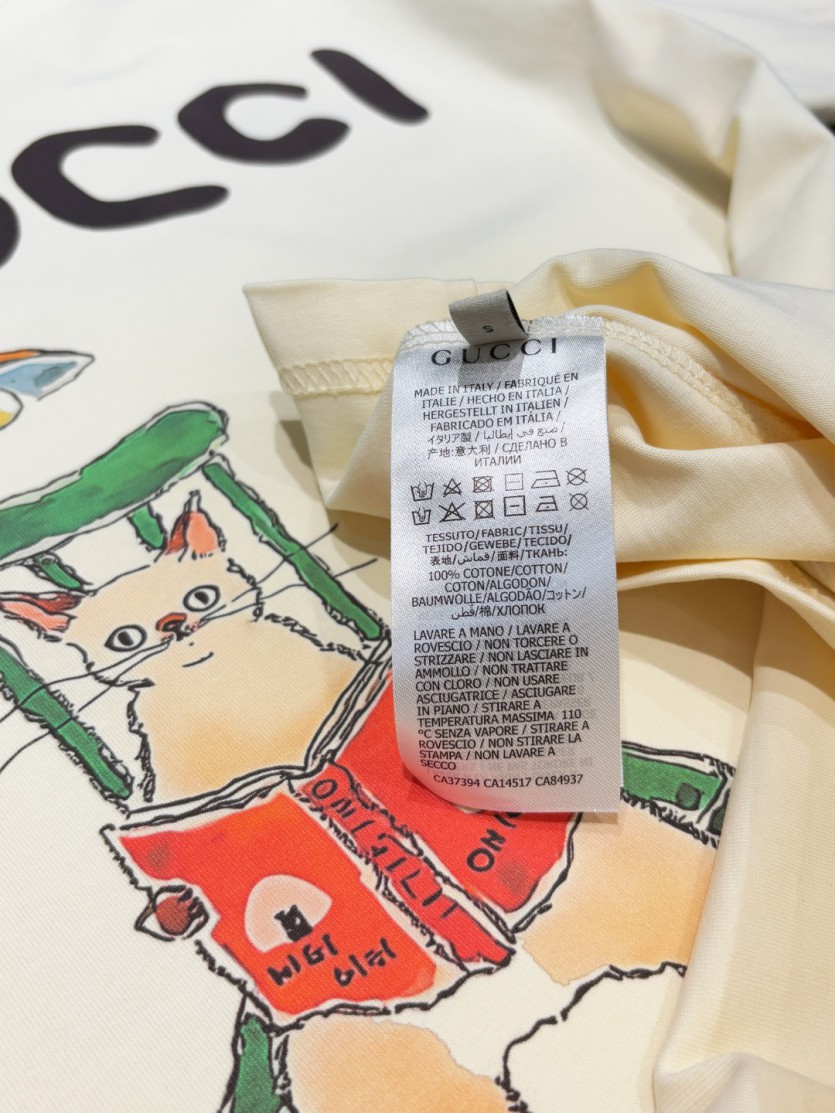 UCCI
S
GUCCI
MADE IN ITALY / FABRIQUÉ EN
ITALIE / HECHO EN ITALIA /
HERGESTELLT IN ITALIEN /
FABRICADO EM ITÁLIA /
イタリア製 / صنع في إيطاليا /
产地:意大利 / СДЕЛАНО В
ИТАЛИИ
TESSUTO/FABRIC/TISSU/
TEJIDO/GEWEBE/TECIDO/
表地/قماش/面料/ТКАНЬ:
100% COTONE/COTTON/
COTON/ALGODON/
BAUMWOLLE/ALGODÃO/コットン/
قطن/棉/ХЛОПОК
LAVARE A MANO / LAVARE A
ROVESCIO / NON TORCERE O
STRIZZARE / NON LASCIARE IN
AMMOLLO / NON TRATTARE
CON CLORO / NON USARE
ASCIUGATRICE / ASCIUGARE
IN PIANO / STIRARE A
TEMPERATURA MASSIMA 110
°C SENZA VAPORE / STIRARE A
ROVESCIO / NON STIRARE LA
STAMPA / NON LAVARE A
SECCO
CA37394 CA14517 CA84937